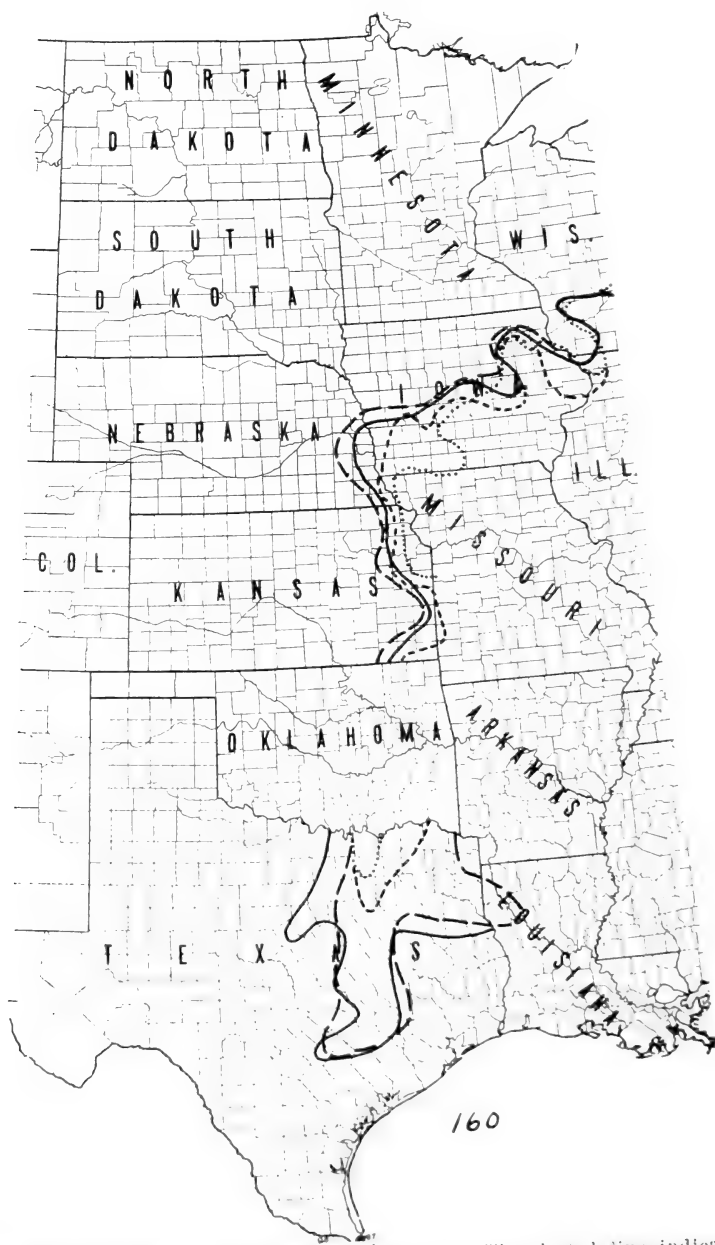 NORTH
DAKOTA
MINNESOTA
SOUTH
DAKOTA
WIS.
IOWA
NEBRASKA
ILL.
COL.
KANSAS
MISSOURI
OKLAHOMA
ARKANSAS
TEXAS
LOUISIANA
160